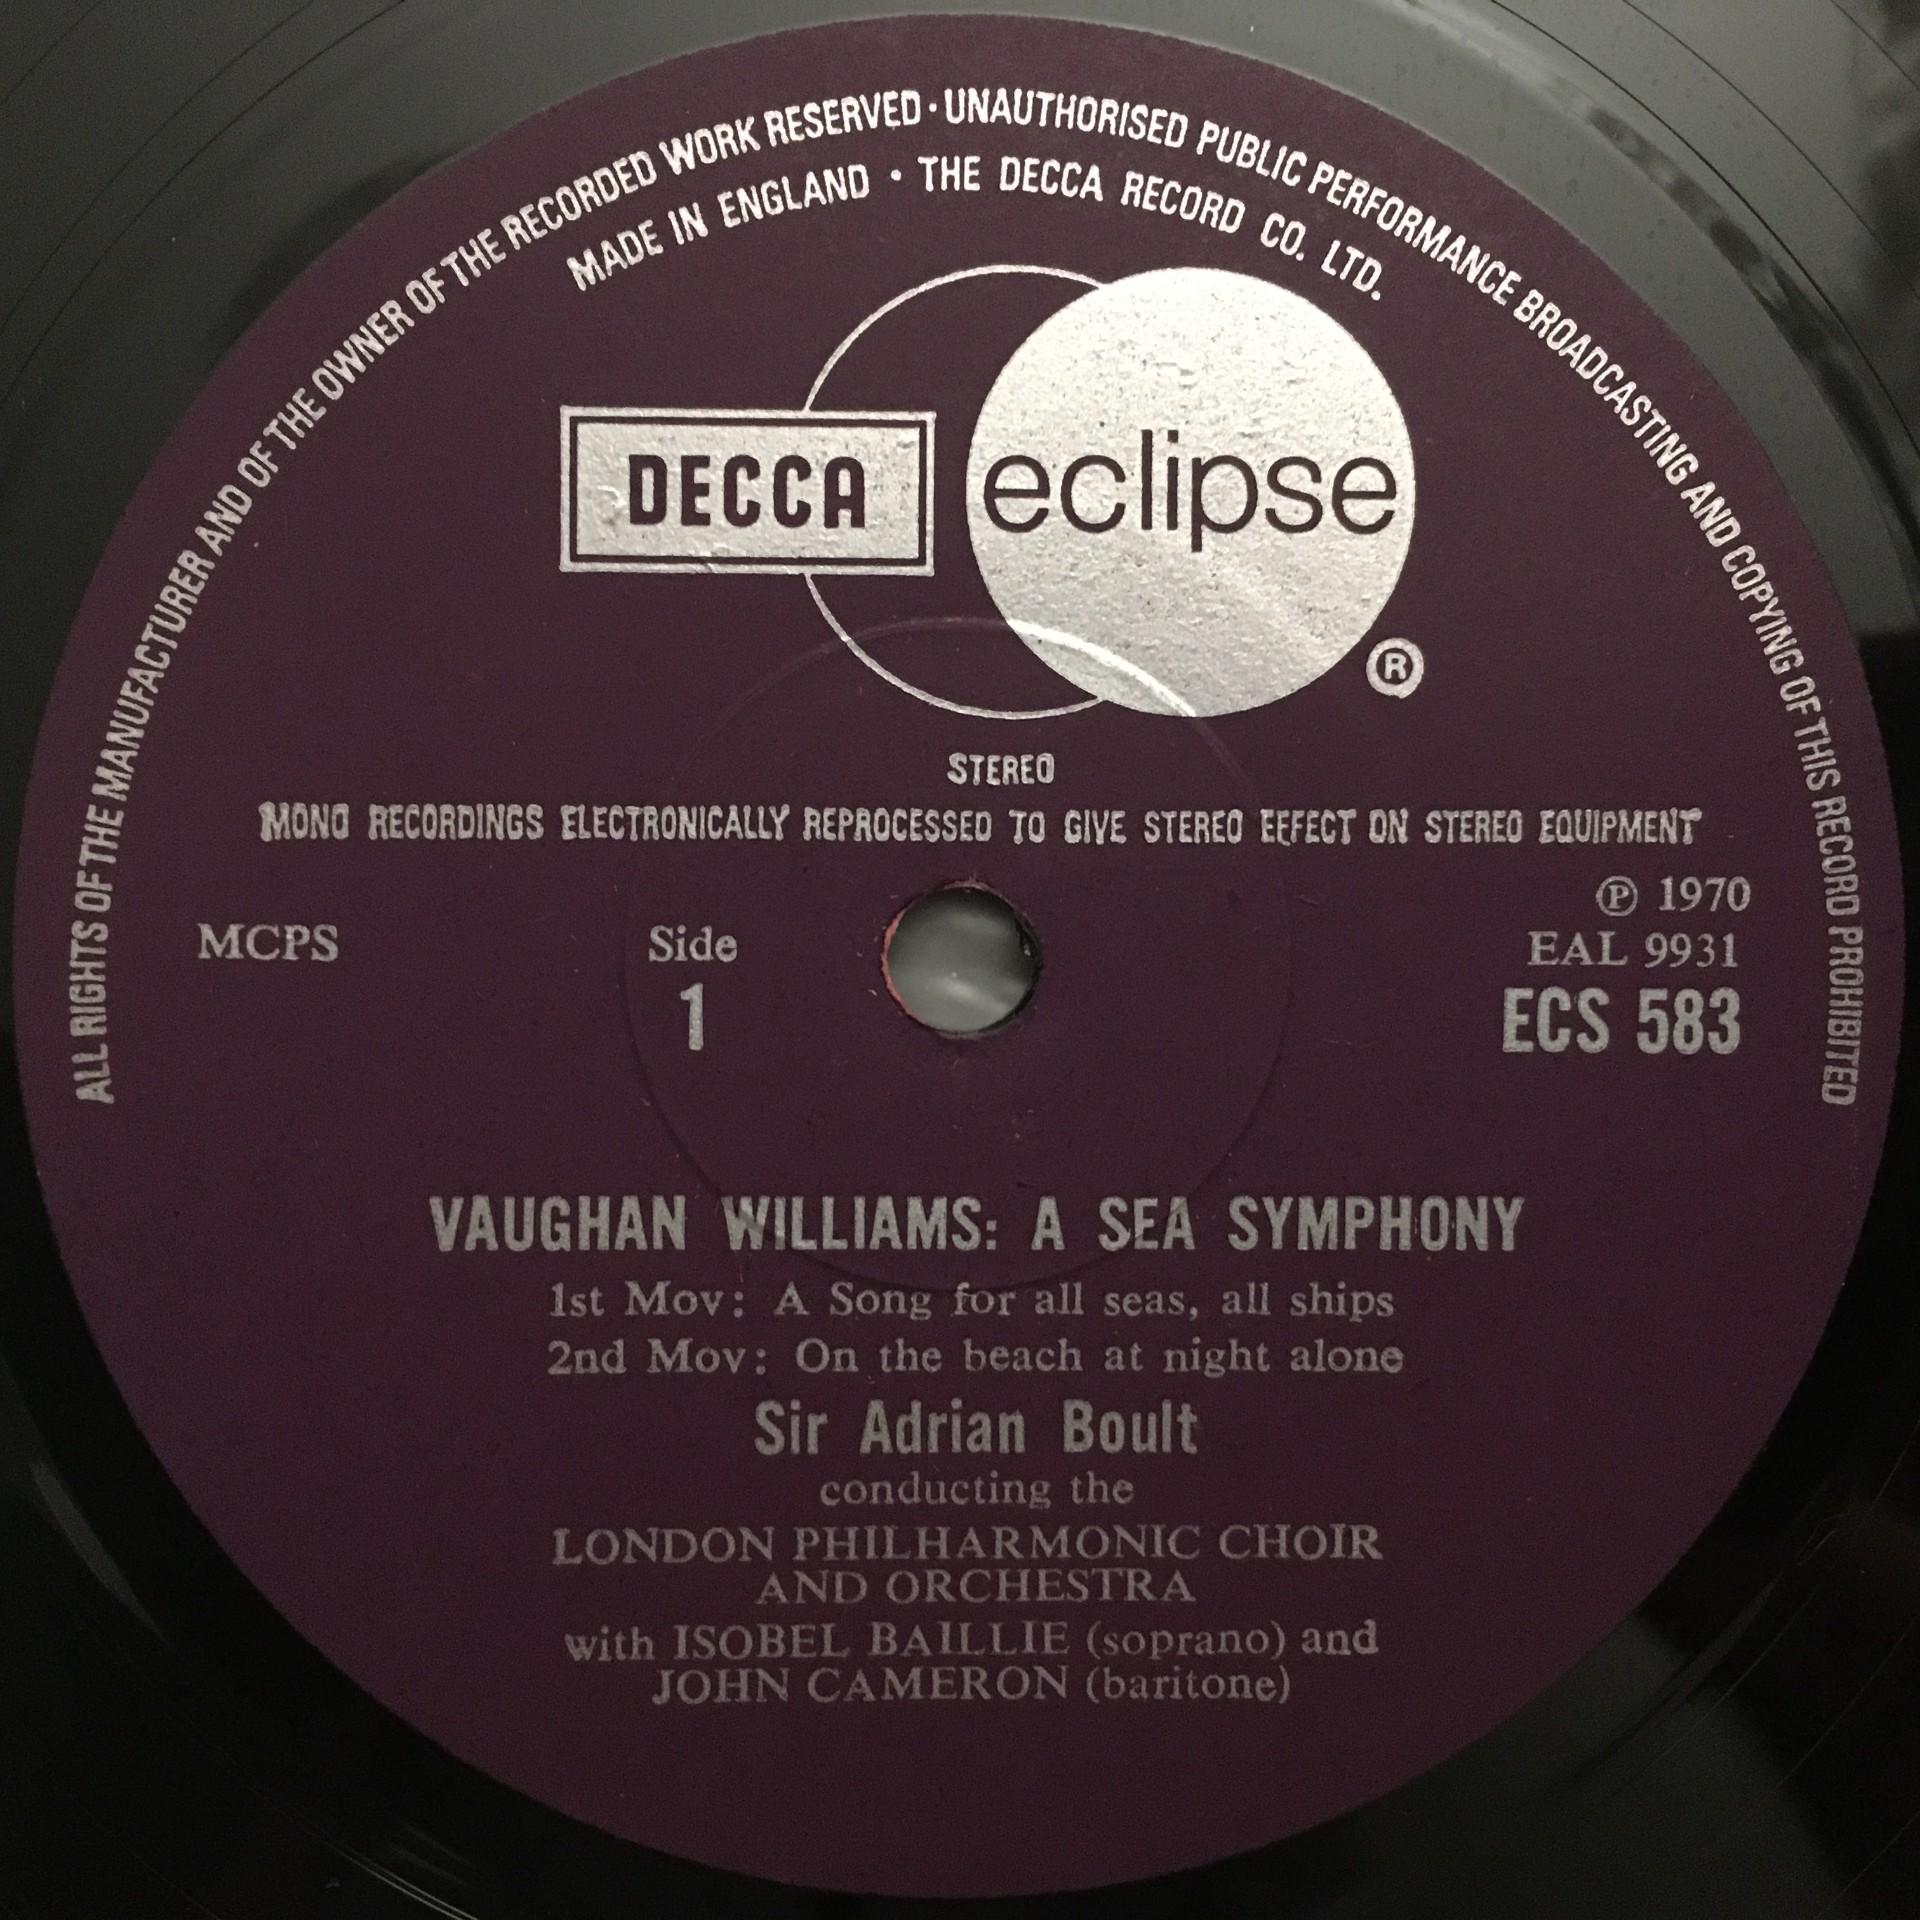 ALL RIGHTS OF THE MANUFACTURER AND OF THE OWNER OF THE RECORDED WORK RESERVED · UNAUTHORISED PUBLIC PERFORMANCE BROADCASTING AND COPYING OF THIS RECORD PROHIBITED
MADE IN ENGLAND · THE DECCA RECORD CO. LTD.
DECCA eclipse
®
STEREO
MONO RECORDINGS ELECTRONICALLY REPROCESSED TO GIVE STEREO EFFECT ON STEREO EQUIPMENT
℗ 1970
MCPS Side EAL 9931
1 ECS 583
VAUGHAN WILLIAMS: A SEA SYMPHONY
1st Mov: A Song for all seas, all ships
2nd Mov: On the beach at night alone
Sir Adrian Boult
conducting the
LONDON PHILHARMONIC CHOIR
AND ORCHESTRA
with ISOBEL BAILLIE (soprano) and
JOHN CAMERON (baritone)